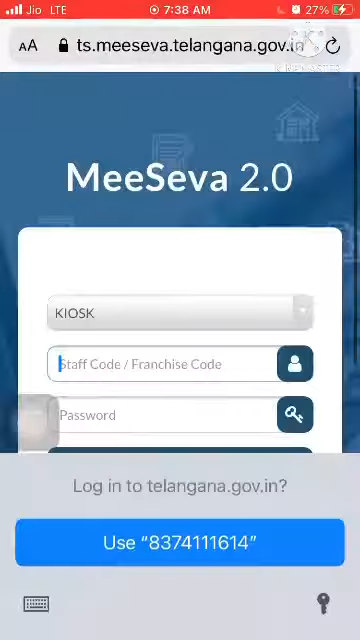 Jio LTE 7:38 AM 27%
AA ts.meeseva.telangana.gov.in
MeeSeva 2.0
KIOSK
Staff Code / Franchise Code
Password
Log in to telangana.gov.in?
Use “8374111614”